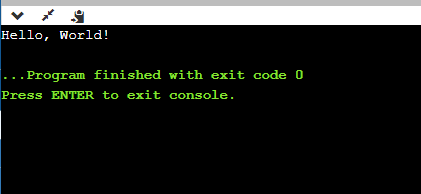 Hello, World!
...Program finished with exit code 0
Press ENTER to exit console.